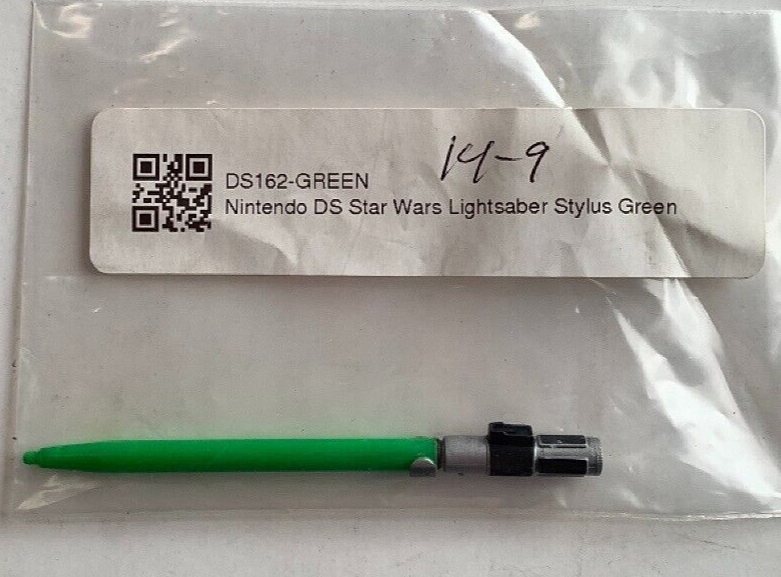 14-9
DS162-GREEN
Nintendo DS Star Wars Lightsaber Stylus Green